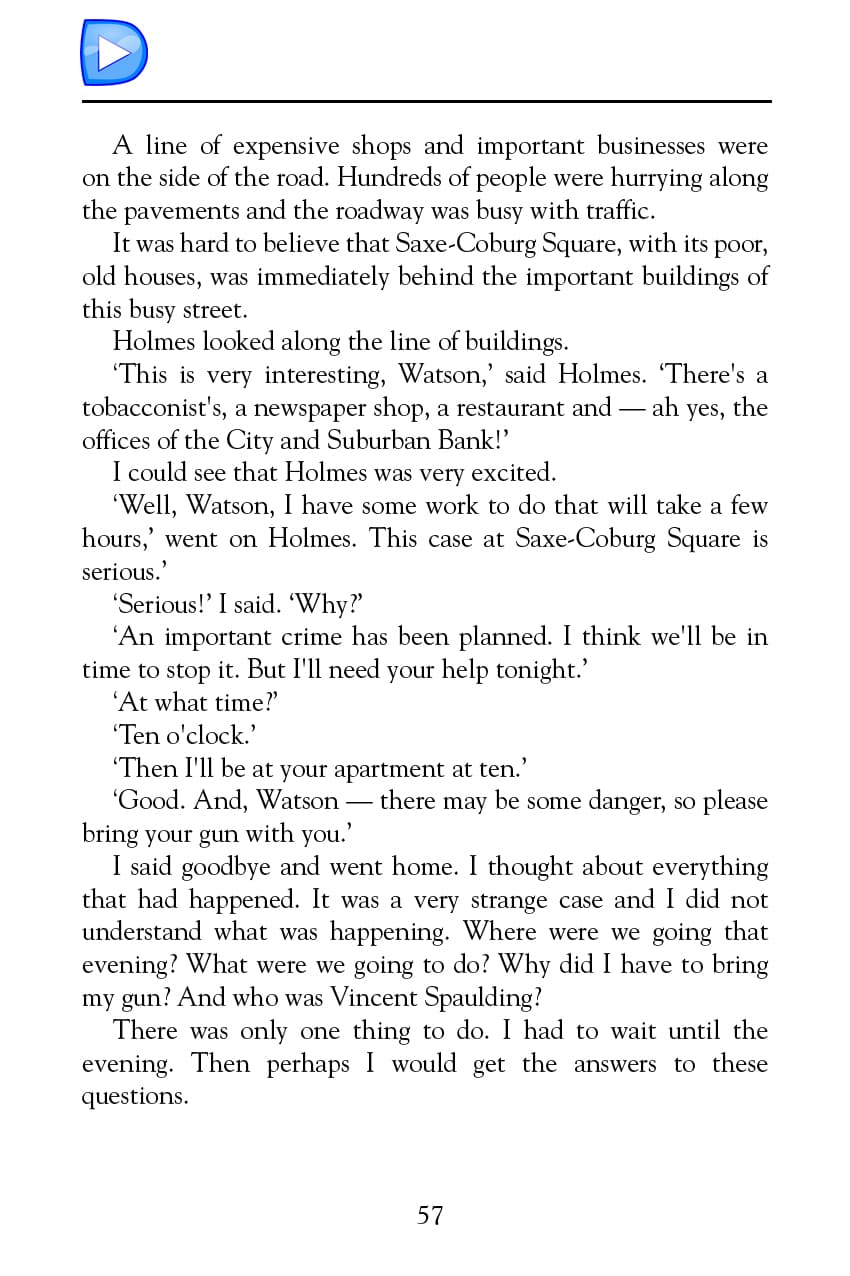 A line of expensive shops and important businesses were
on the side of the road. Hundreds of people were hurrying along
the pavements and the roadway was busy with traffic.
It was hard to believe that Saxe-Coburg Square, with its poor,
old houses, was immediately behind the important buildings of
this busy street.
Holmes looked along the line of buildings.
‘This is very interesting, Watson,’ said Holmes. ‘There's a
tobacconist's, a newspaper shop, a restaurant and — ah yes, the
offices of the City and Suburban Bank!’
I could see that Holmes was very excited.
‘Well, Watson, I have some work to do that will take a few
hours,’ went on Holmes. This case at Saxe-Coburg Square is
serious.’
‘Serious!’ I said. ‘Why?’
‘An important crime has been planned. I think we'll be in
time to stop it. But I'll need your help tonight.’
‘At what time?’
‘Ten o'clock.’
‘Then I'll be at your apartment at ten.’
‘Good. And, Watson — there may be some danger, so please
bring your gun with you.’
I said goodbye and went home. I thought about everything
that had happened. It was a very strange case and I did not
understand what was happening. Where were we going that
evening? What were we going to do? Why did I have to bring
my gun? And who was Vincent Spaulding?
There was only one thing to do. I had to wait until the
evening. Then perhaps I would get the answers to these
questions.
57